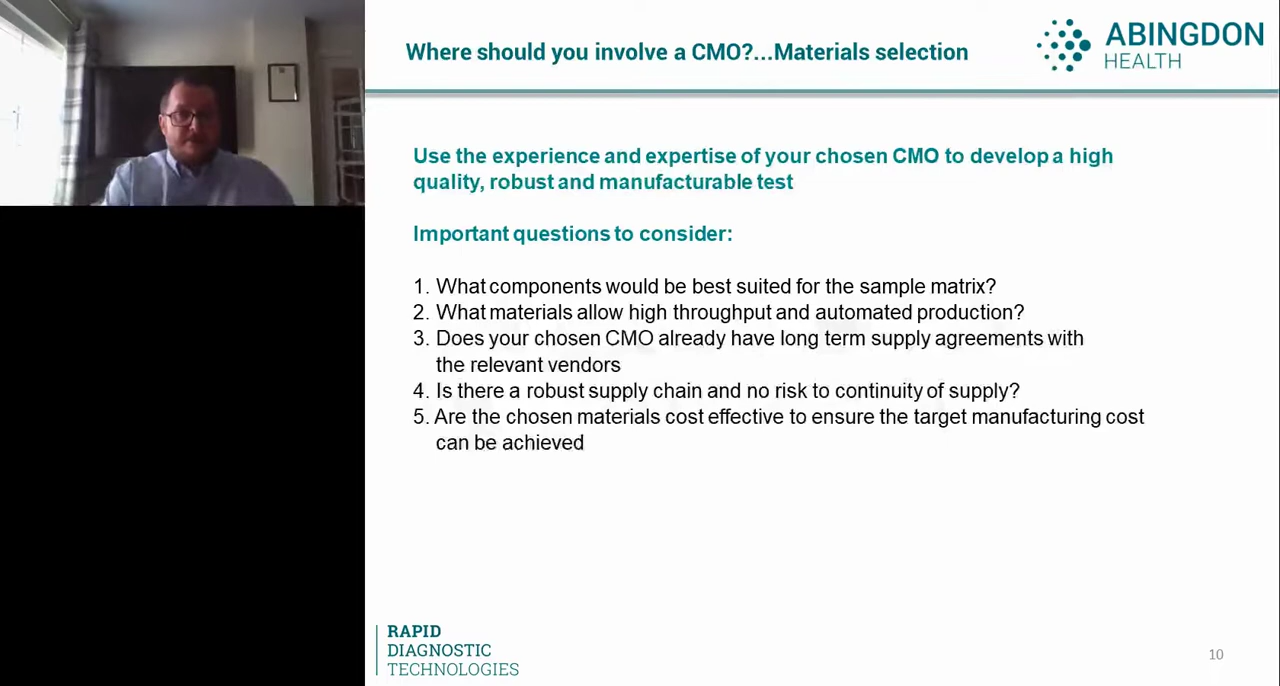 Where should you involve a CMO?...Materials selection
ABINGDON
HEALTH
Use the experience and expertise of your chosen CMO to develop a high
quality, robust and manufacturable test
Important questions to consider:
1. What components would be best suited for the sample matrix?
2. What materials allow high throughput and automated production?
3. Does your chosen CMO already have long term supply agreements with
the relevant vendors
4. Is there a robust supply chain and no risk to continuity of supply?
5. Are the chosen materials cost effective to ensure the target manufacturing cost
can be achieved
RAPID
DIAGNOSTIC
TECHNOLOGIES
10